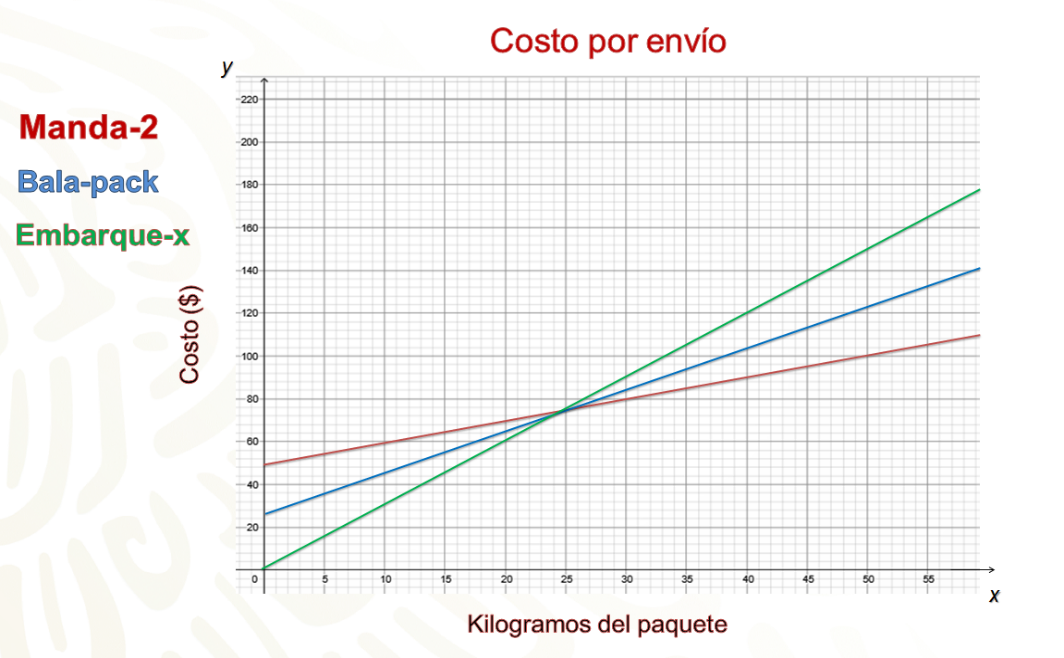 Costo por envío
y
Manda-2
Bala-pack
Embarque-x
Costo ($)
220
200
180
160
140
120
100
80
60
40
20
0 5 10 15 20 25 30 35 40 45 50 55
x
Kilogramos del paquete